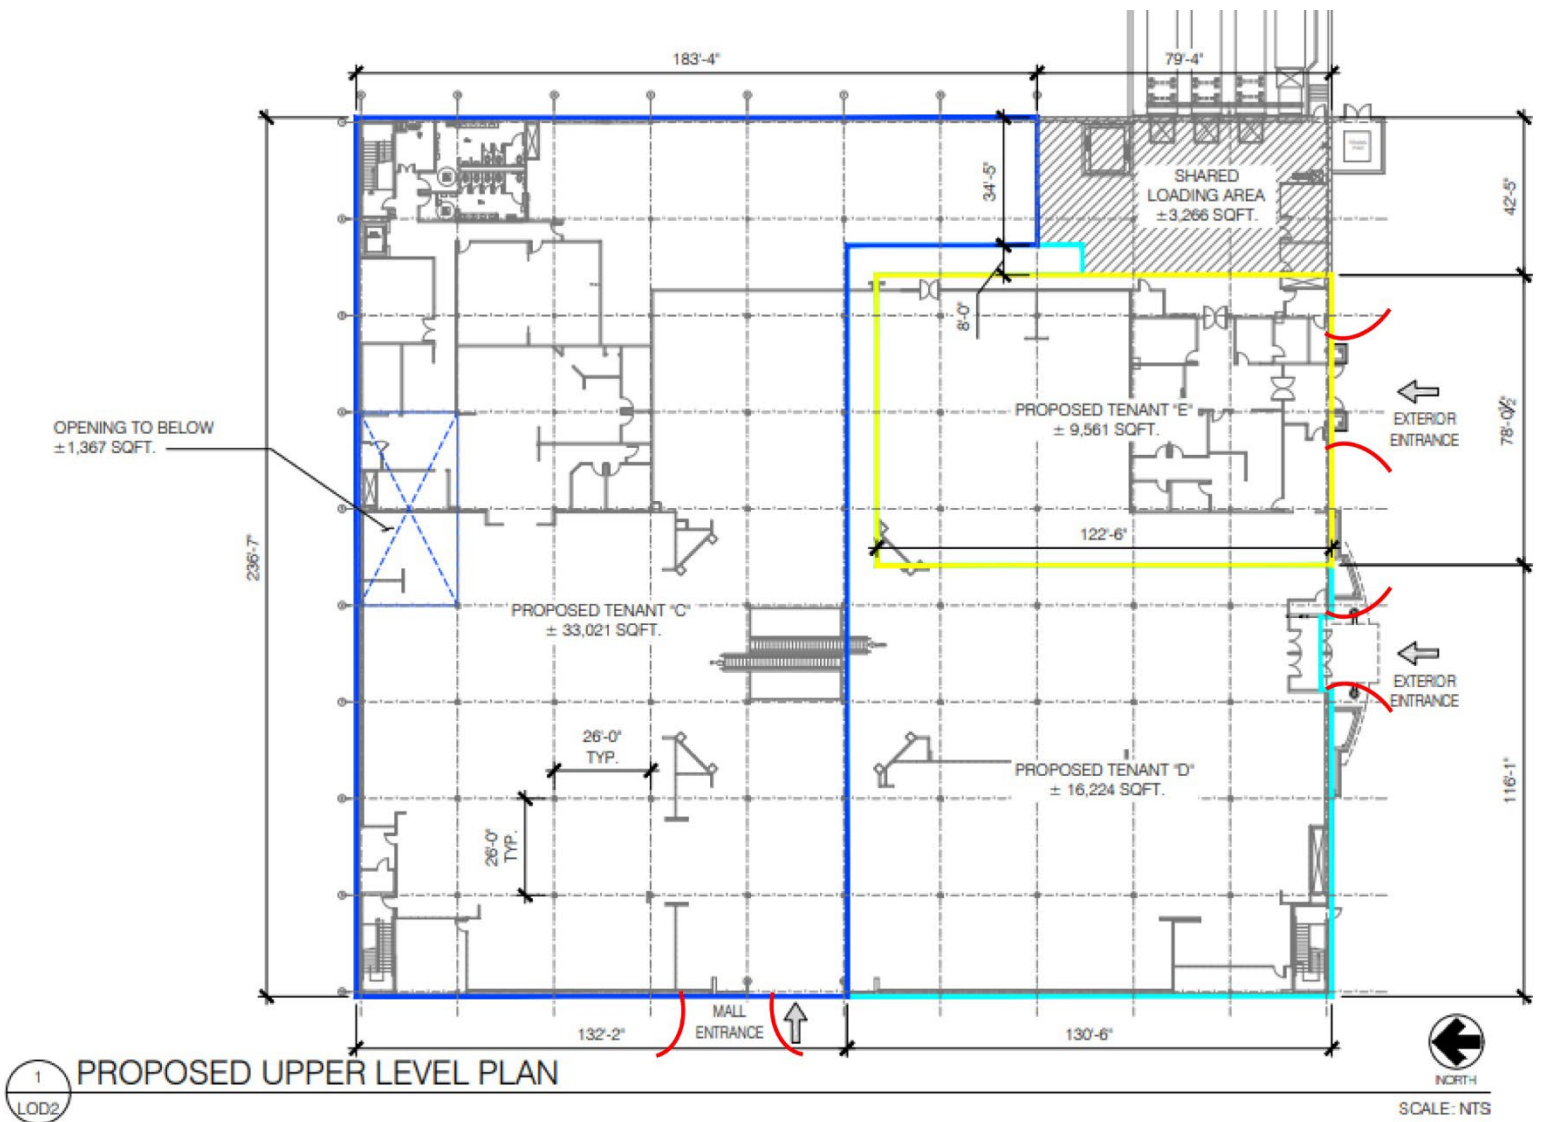 183'-4"
79'-4"
34'-5"
SHARED
LOADING AREA
±3,266 SQFT.
42'-5"
8'-0"
OPENING TO BELOW
±1,367 SQFT.
PROPOSED TENANT "E"
± 9,561 SQFT.
EXTERIOR
ENTRANCE
78'-0½"
236'-7"
122'-6"
PROPOSED TENANT "C"
± 33,021 SQFT.
EXTERIOR
ENTRANCE
26'-0"
TYP.
PROPOSED TENANT "D"
± 16,224 SQFT.
116'-1"
26'-0"
TYP.
MALL
ENTRANCE
132'-2"
130'-6"
1
LOD2
PROPOSED UPPER LEVEL PLAN
NORTH
SCALE: NTS